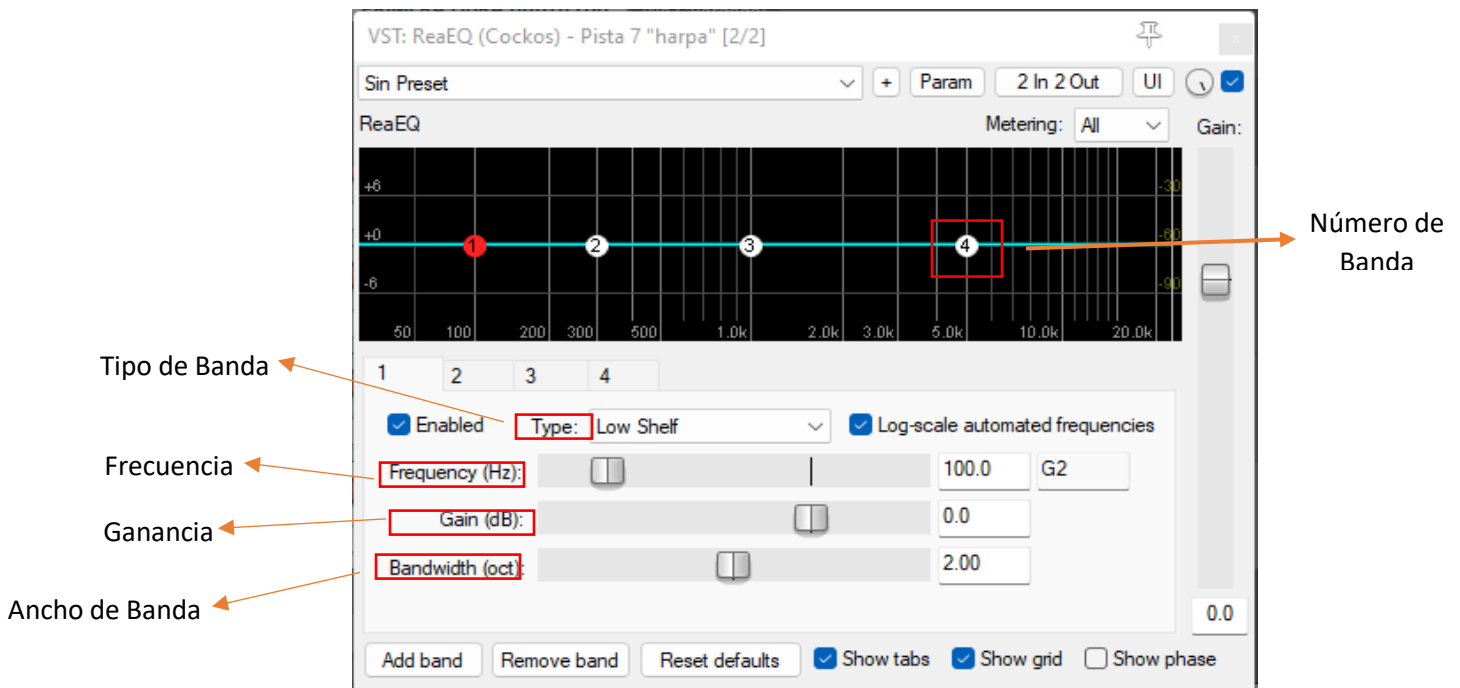 VST: ReaEQ (Cockos) - Pista 7 "harpa" [2/2]
Sin Preset + Param 2 In 2 Out UI
ReaEQ Metering: All Gain:
+6 -30
+0 1 2 3 4 -60
-6 -90
50 100 200 300 500 1.0k 2.0k 3.0k 5.0k 10.0k 20.0k
Número de
Banda
Tipo de Banda
1 2 3 4
Enabled Type: Low Shelf Log-scale automated frequencies
Frecuencia
Frequency (Hz): 100.0 G2
Ganancia
Gain (dB): 0.0
Bandwidth (oct): 2.00
Ancho de Banda
0.0
Add band Remove band Reset defaults Show tabs Show grid Show phase